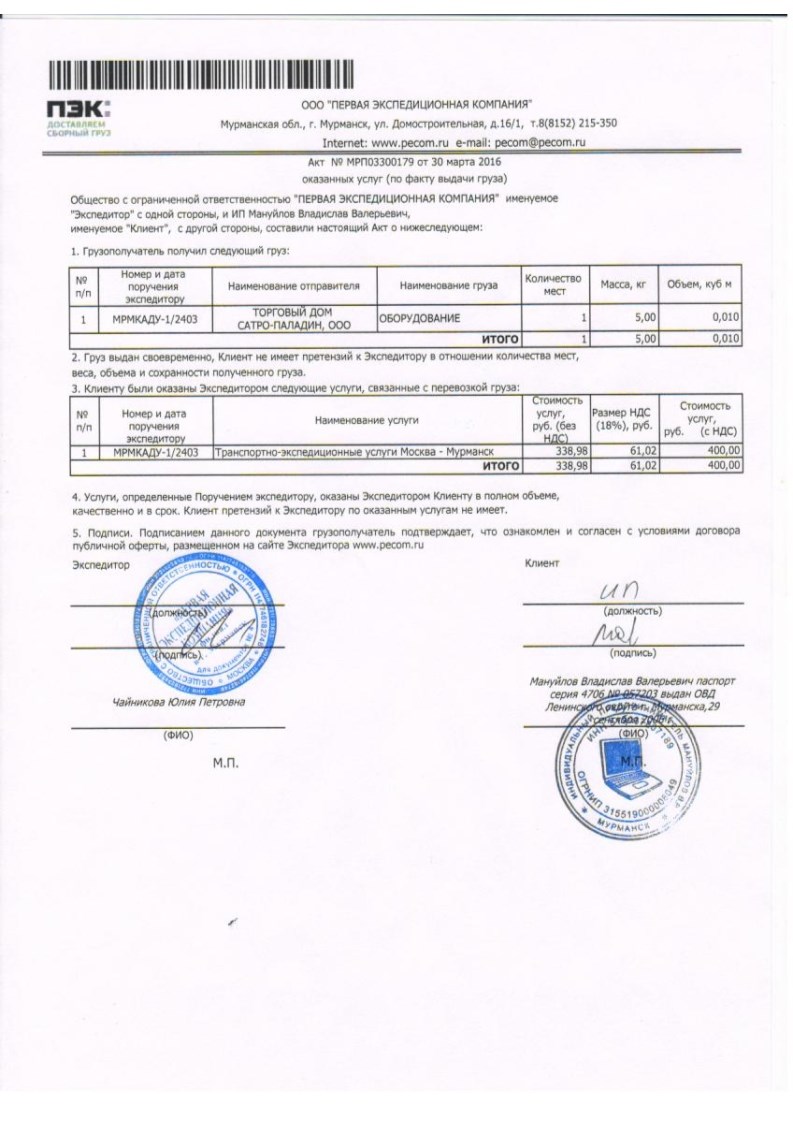 ПЭК:
ДОСТАВЛЯЕМ
СБОРНЫЙ ГРУЗ
ООО "ПЕРВАЯ ЭКСПЕДИЦИОННАЯ КОМПАНИЯ"
Мурманская обл., г. Мурманск, ул. Домостроительная, д.16/1, т.8(8152) 215-350
Internet: www.pecom.ru e-mail: pecom@pecom.ru
Акт № МРП03300179 от 30 марта 2016
оказанных услуг (по факту выдачи груза)
Общество с ограниченной ответственностью "ПЕРВАЯ ЭКСПЕДИЦИОННАЯ КОМПАНИЯ" именуемое
"Экспедитор" с одной стороны, и ИП Мануйлов Владислав Валерьевич,
именуемое "Клиент", с другой стороны, составили настоящий Акт о нижеследующем:
1. Грузополучатель получил следующий груз:
№ п/п Номер и дата поручения экспедитору Наименование отправителя Наименование груза Количество мест Масса, кг Объем, куб м
1 МРМКАДУ-1/2403 ТОРГОВЫЙ ДОМ САТРО-ПАЛАДИН, ООО ОБОРУДОВАНИЕ 1 5,00 0,010
ИТОГО 1 5,00 0,010
2. Груз выдан своевременно, Клиент не имеет претензий к Экспедитору в отношении количества мест,
веса, объема и сохранности полученного груза.
3. Клиенту были оказаны Экспедитором следующие услуги, связанные с перевозкой груза:
№ п/п Номер и дата поручения экспедитору Наименование услуги Стоимость услуг, руб. (без НДС) Размер НДС (18%), руб. Стоимость услуг, руб. (с НДС)
1 МРМКАДУ-1/2403 Транспортно-экспедиционные услуги Москва - Мурманск 338,98 61,02 400,00
ИТОГО 338,98 61,02 400,00
4. Услуги, определенные Поручением экспедитору, оказаны Экспедитором Клиенту в полном объеме,
качественно и в срок. Клиент претензий к Экспедитору по оказанным услугам не имеет.
5. Подписи. Подписанием данного документа грузополучатель подтверждает, что ознакомлен и согласен с условиями договора
публичной оферты, размещенном на сайте Экспедитора www.pecom.ru
Экспедитор Клиент
ип
(должность) (должность)
(подпись) (подпись)
Чайникова Юлия Петровна
Мануйлов Владислав Валерьевич паспорт
серия 4706 № 057203 выдан ОВД
Ленинского округа г. Мурманска,29
(ФИО) (ФИО)
М.П. М.П.
ОБЩЕСТВО С ОГРАНИЧЕННОЙ ОТВЕТСТВЕННОСТЬЮ
ПЕРВАЯ ЭКСПЕДИЦИОННАЯ КОМПАНИЯ
МОСКВА
ИНДИВИДУАЛЬНЫЙ ПРЕДПРИНИМАТЕЛЬ МАНУЙЛОВ В.В.
ОГРНИП 315519000008049
МУРМАНСК